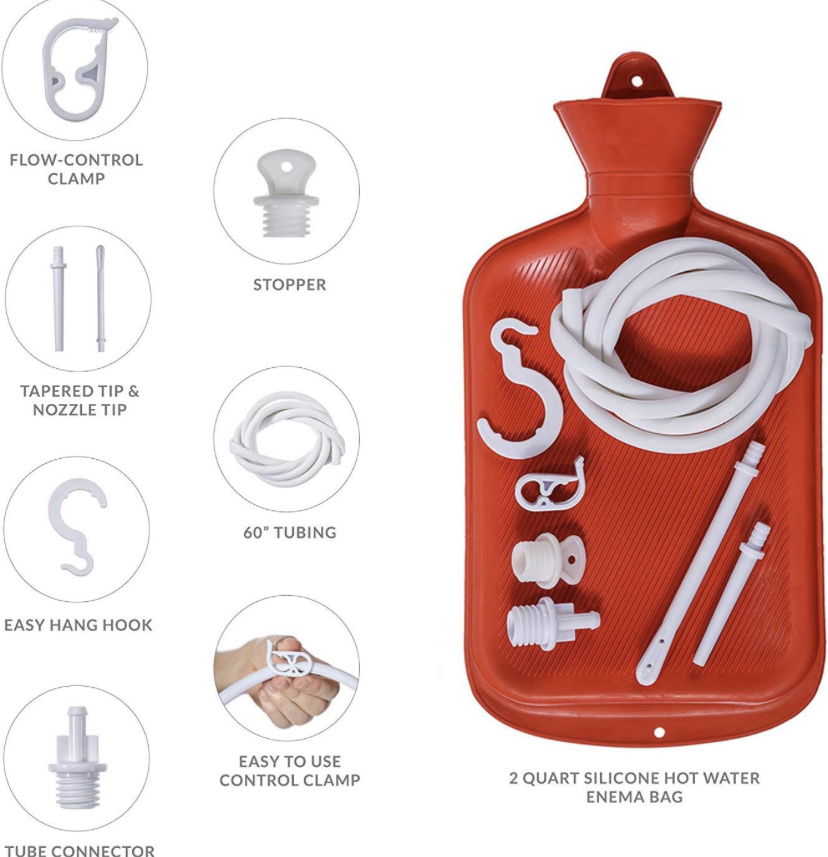 FLOW-CONTROL
CLAMP
STOPPER
TAPERED TIP &
NOZZLE TIP
60” TUBING
EASY HANG HOOK
EASY TO USE
CONTROL CLAMP
TUBE CONNECTOR
2 QUART SILICONE HOT WATER
ENEMA BAG